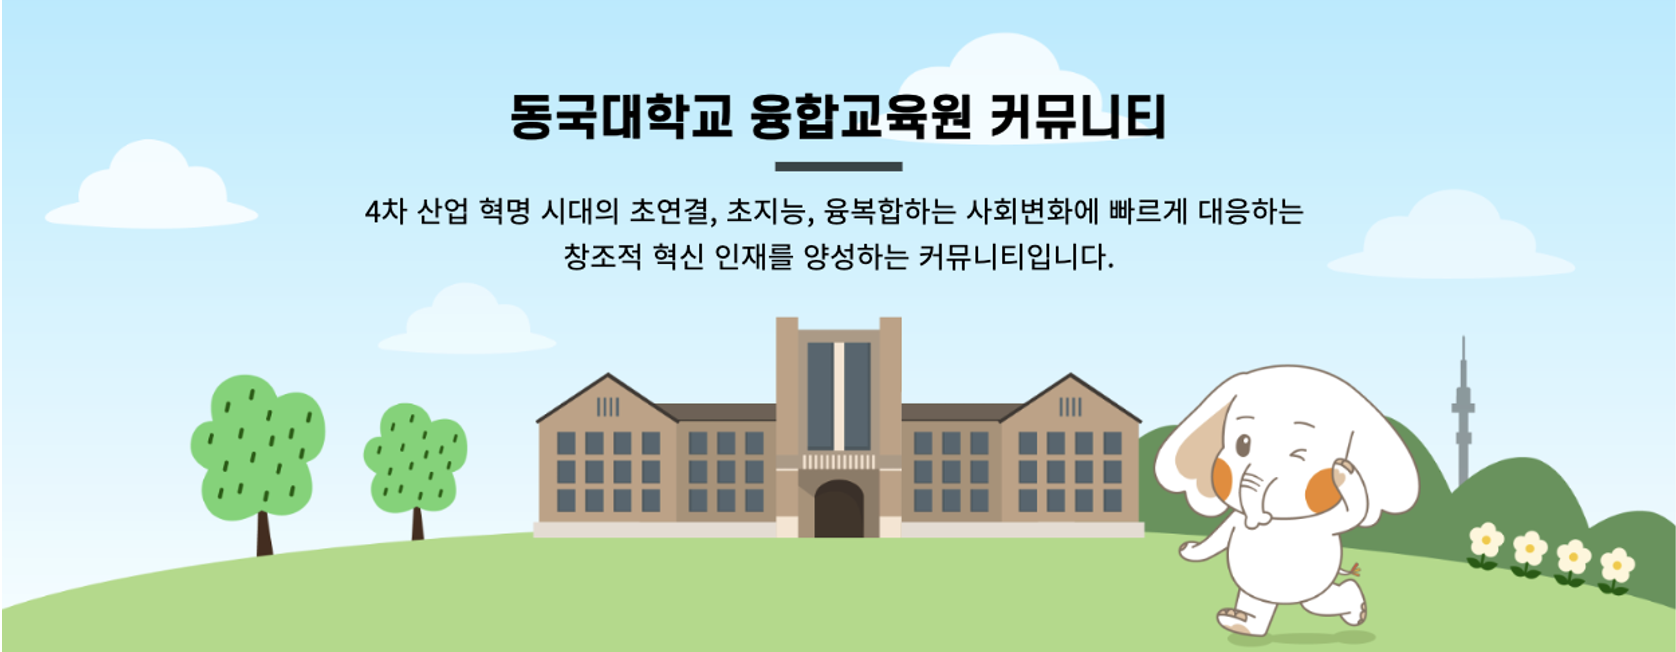 동국대학교 융합교육원 커뮤니티
4차 산업 혁명 시대의 초연결, 초지능, 융복합하는 사회변화에 빠르게 대응하는
창조적 혁신 인재를 양성하는 커뮤니티입니다.